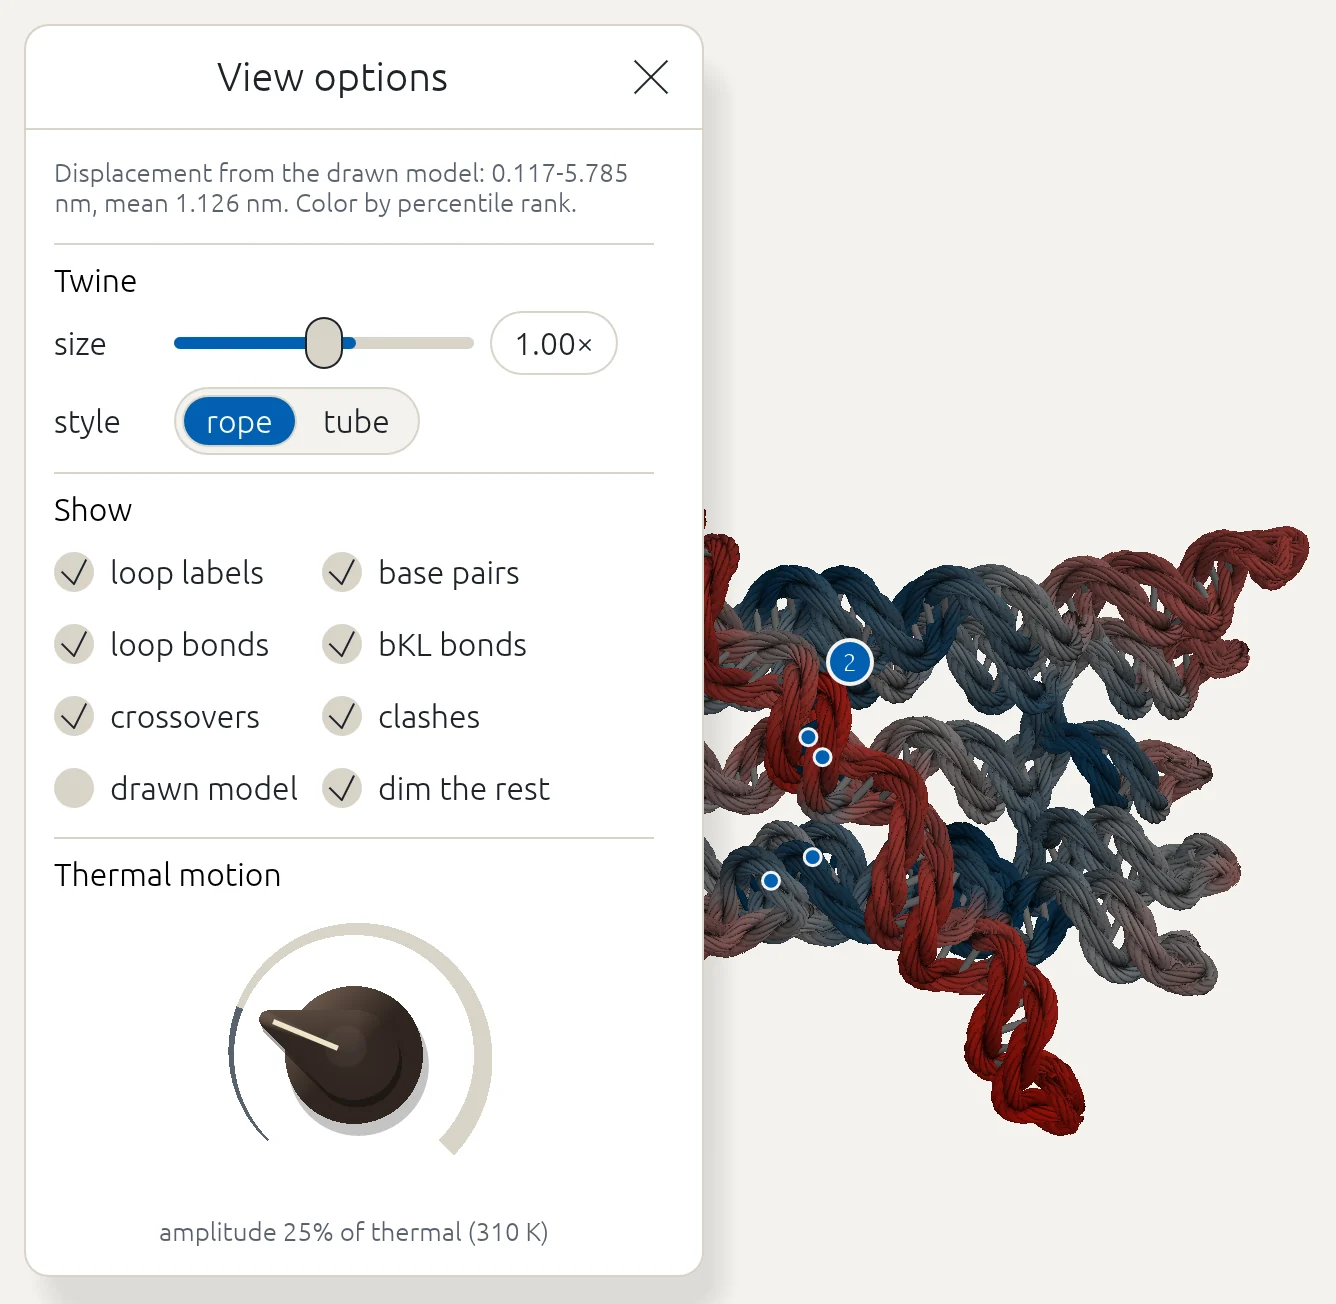 View options
Displacement from the drawn model: 0.117-5.785
nm, mean 1.126 nm. Color by percentile rank.
Twine
size 1.00×
style rope tube
Show
loop labels base pairs
loop bonds bKL bonds
crossovers clashes
drawn model dim the rest
2
Thermal motion
amplitude 25% of thermal (310 K)